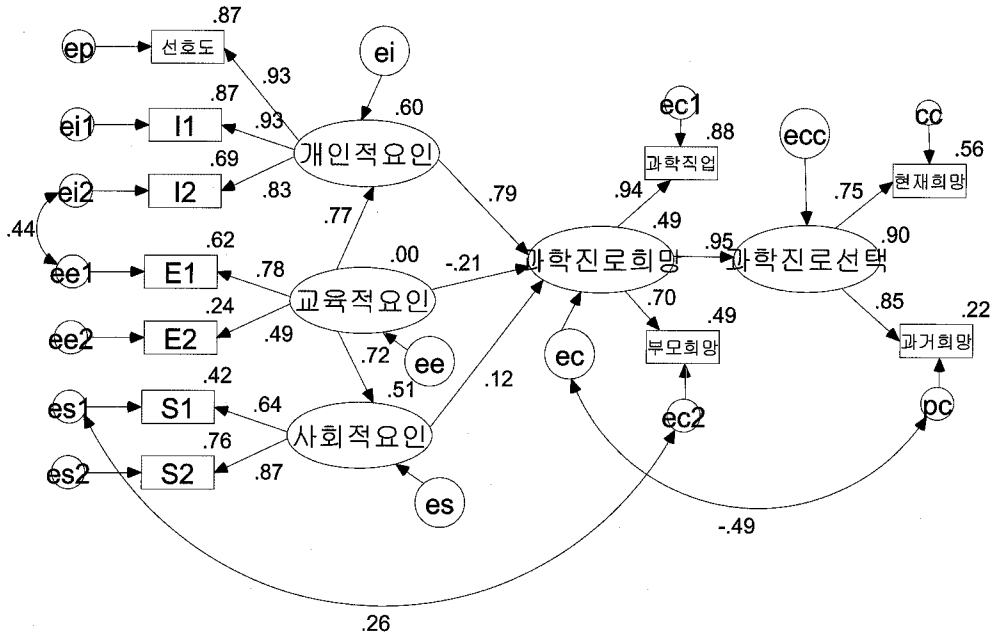 .87
ep
선호도
ei
.93
.87
.60
ei1
I1
.93
개인적요인
ec1
.88
ecc
cc
.56
.69
과학직업
현재희망
ei2
I2
.83
.79
.94
.75
.44
.77
.49
.62
.00
과학진로희망
.95
과학진로선택
.90
ee1
E1
.78
-.21
교육적요인
.24
.70
.85
.22
ee2
E2
.49
.49
.72
ee
ec
부모희망
과거희망
.42
.51
.12
es1
S1
.64
사회적요인
ec2
pc
.76
es2
S2
.87
es
-.49
.26